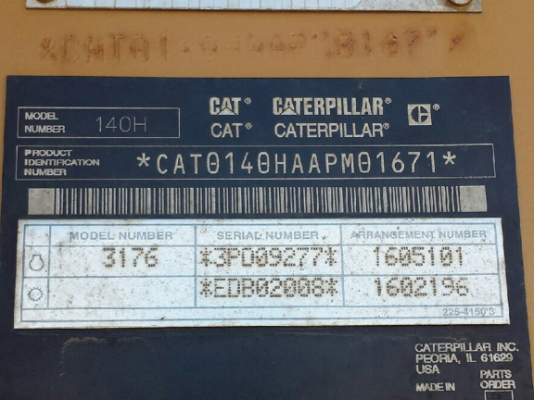 MODEL NUMBER 140H
CAT® CATERPILLAR®
CAT® CATERPILLAR®
PRODUCT IDENTIFICATION NUMBER *CAT0140HAAPM01671*
MODEL NUMBER SERIAL NUMBER ARRANGEMENT NUMBER
3176 *3PD09277* 1605101
*EDB02008* 1602196
CATERPILLAR INC.
PEORIA, IL 61629
USA
MADE IN
PARTS
ORDER